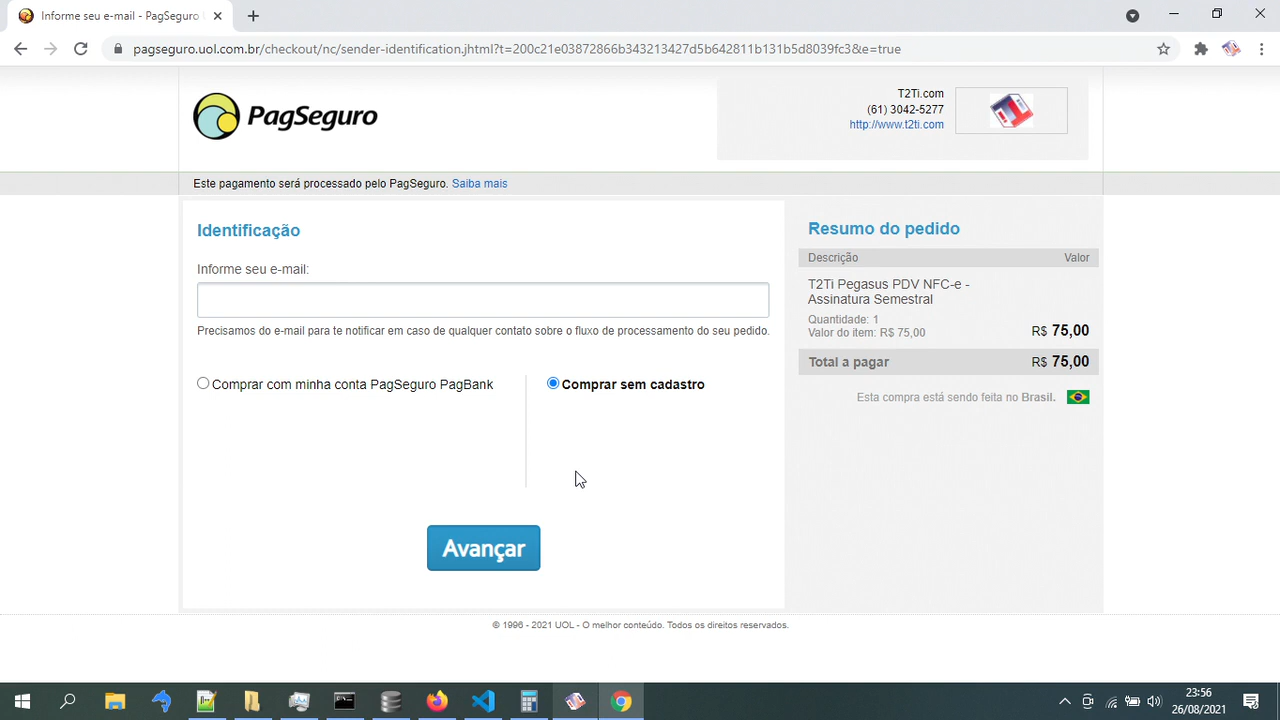 Informe seu e-mail - PagSeguro
pagseguro.uol.com.br/checkout/nc/sender-identification.jhtml?t=200c21e03872866b343213427d5b642811b131b5d8039fc3&e=true
PagSeguro
T2Ti.com
(61) 3042-5277
http://www.t2ti.com
Este pagamento será processado pelo PagSeguro. Saiba mais
Identificação
Informe seu e-mail:
Precisamos do e-mail para te notificar em caso de qualquer contato sobre o fluxo de processamento do seu pedido.
Comprar com minha conta PagSeguro PagBank
Comprar sem cadastro
Avançar
Resumo do pedido
Descrição Valor
T2Ti Pegasus PDV NFC-e -
Assinatura Semestral
Quantidade: 1
Valor do item: R$ 75,00 R$ 75,00
Total a pagar R$ 75,00
Esta compra está sendo feita no Brasil.
© 1996 - 2021 UOL - O melhor conteúdo. Todos os direitos reservados.
23:56
26/08/2021